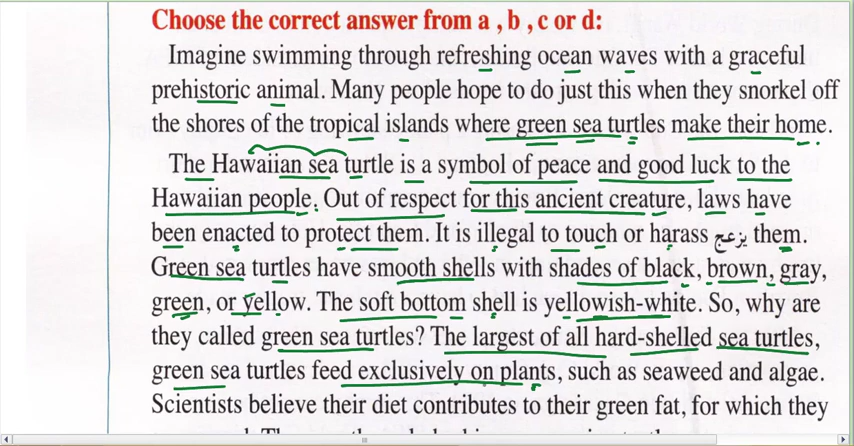 Choose the correct answer from a , b , c or d:
Imagine swimming through refreshing ocean waves with a graceful
prehistoric animal. Many people hope to do just this when they snorkel off
the shores of the tropical islands where green sea turtles make their home.
The Hawaiian sea turtle is a symbol of peace and good luck to the
Hawaiian people. Out of respect for this ancient creature, laws have
been enacted to protect them. It is illegal to touch or harass يزعج them.
Green sea turtles have smooth shells with shades of black, brown, gray,
green, or yellow. The soft bottom shell is yellowish-white. So, why are
they called green sea turtles? The largest of all hard-shelled sea turtles,
green sea turtles feed exclusively on plants, such as seaweed and algae.
Scientists believe their diet contributes to their green fat, for which they